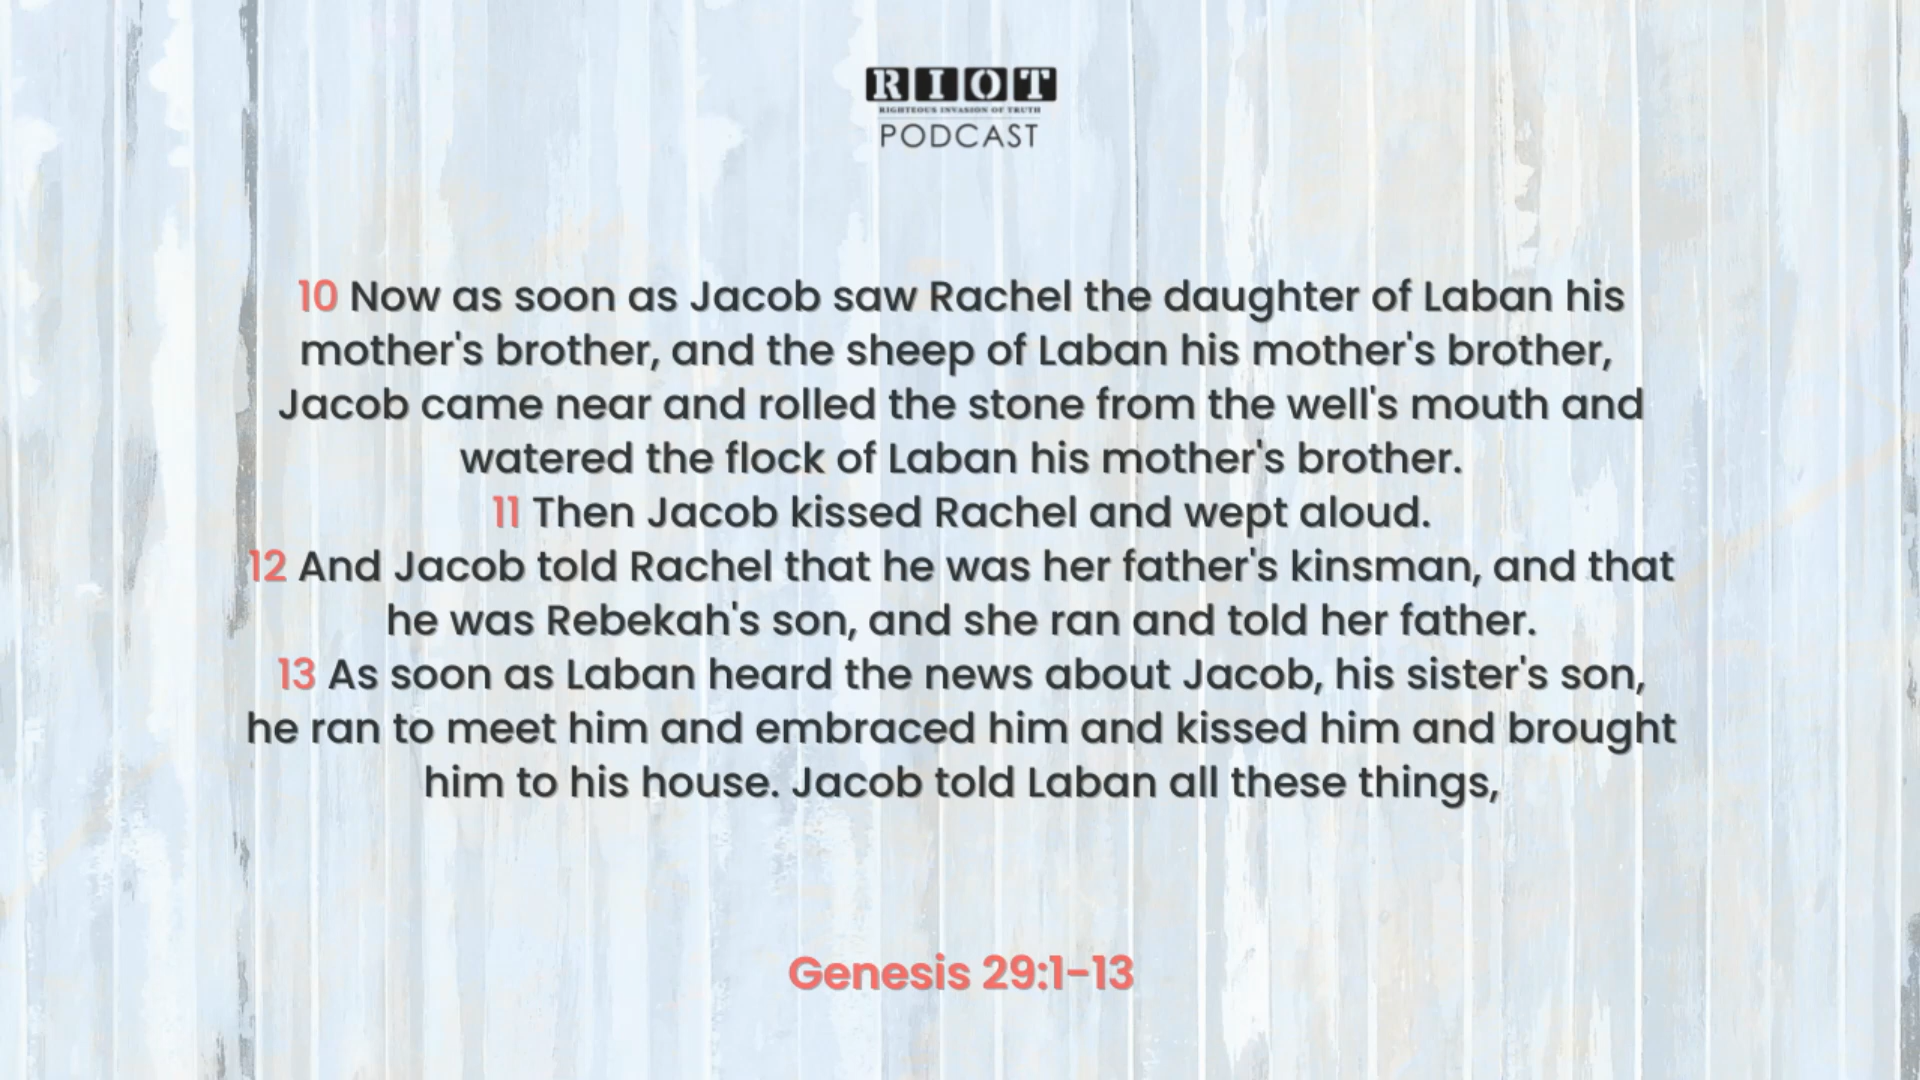 RIOT
RIGHTEOUS INVASION OF TRUTH
PODCAST
10 Now as soon as Jacob saw Rachel the daughter of Laban his
mother's brother, and the sheep of Laban his mother's brother,
Jacob came near and rolled the stone from the well's mouth and
watered the flock of Laban his mother's brother.
11 Then Jacob kissed Rachel and wept aloud.
12 And Jacob told Rachel that he was her father's kinsman, and that
he was Rebekah's son, and she ran and told her father.
13 As soon as Laban heard the news about Jacob, his sister's son,
he ran to meet him and embraced him and kissed him and brought
him to his house. Jacob told Laban all these things,
Genesis 29:1-13